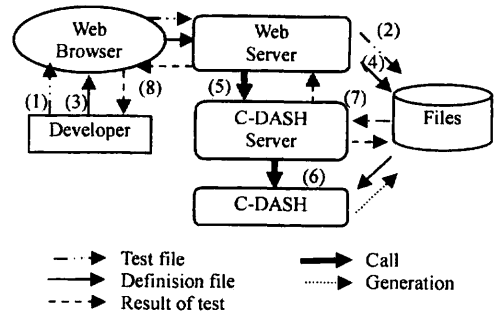 Web
Browser
Web
Server
(2)
(4)
(1)
(3)
(8)
(5)
(7)
Developer
C-DASH
Server
Files
(6)
C-DASH
Test file
Definision file
Result of test
Call
Generation